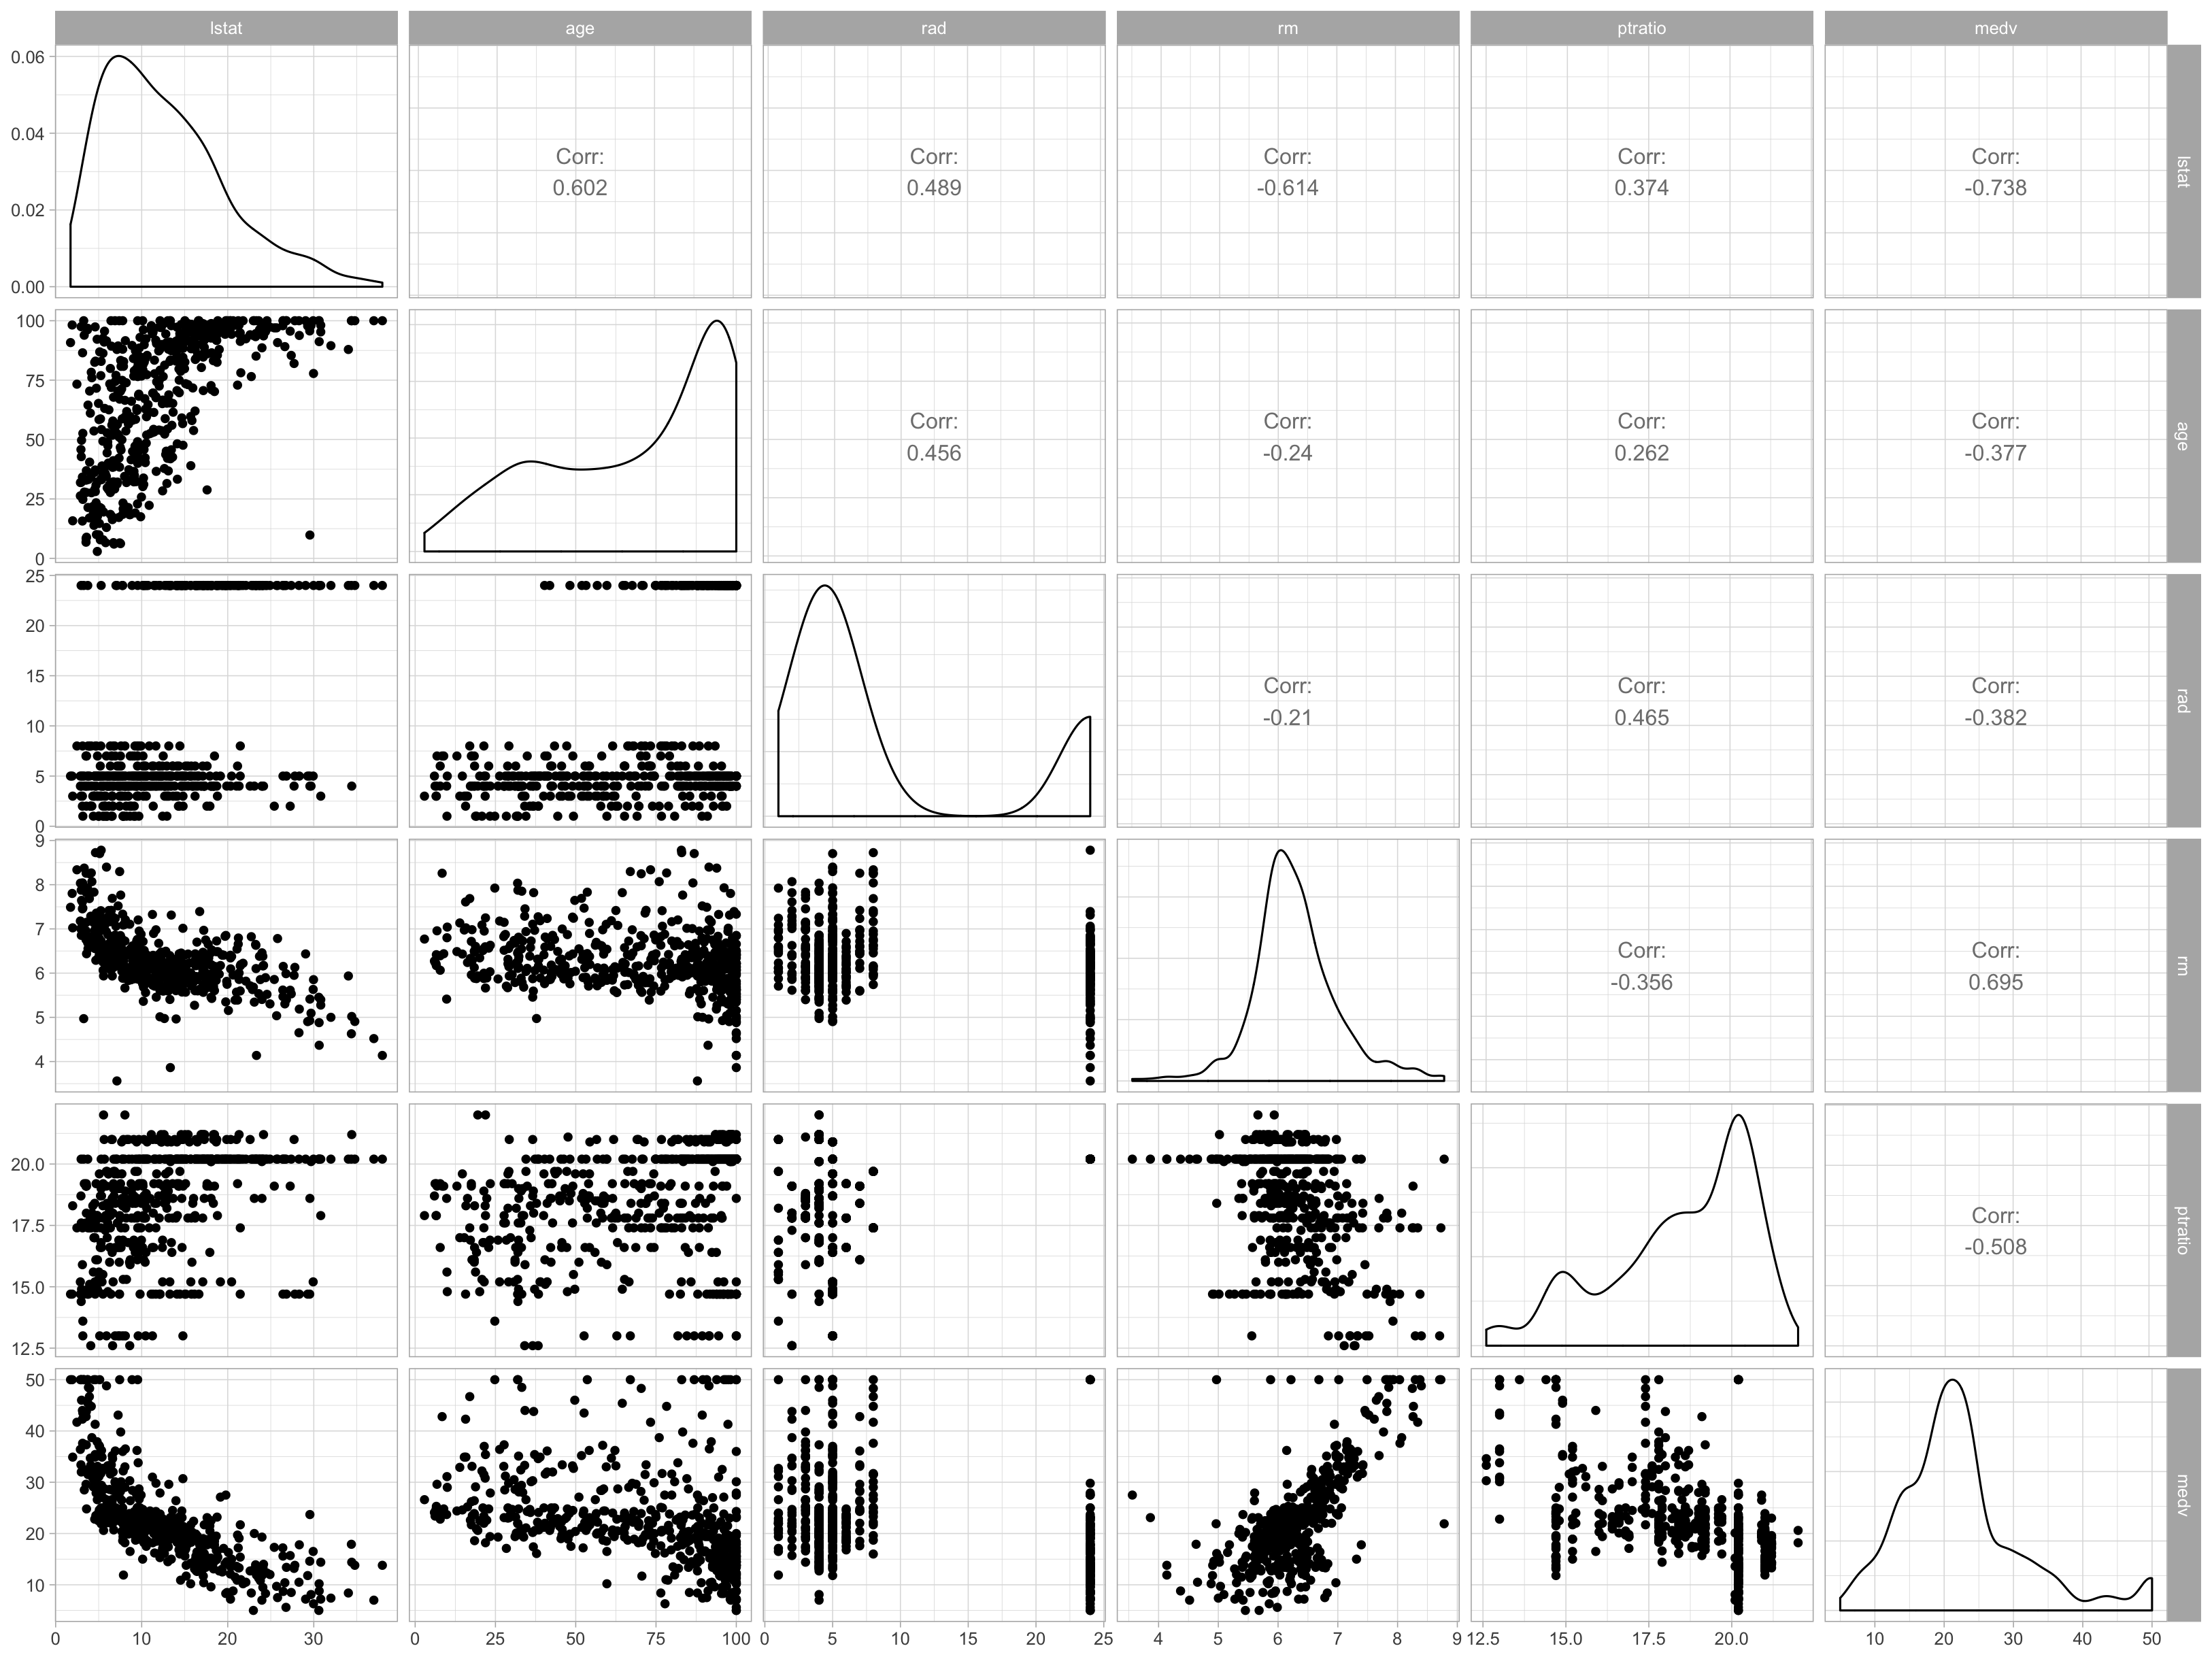 lstat age rad rm ptratio medv
0.06
0.04
0.02
0.00
Corr: Corr: Corr: Corr: Corr:
0.602 0.489 -0.614 0.374 -0.738
lstat
100
75
50
25
0
Corr: Corr: Corr: Corr:
0.456 -0.24 0.262 -0.377
age
25
20
15
10
5
0
Corr: Corr: Corr:
-0.21 0.465 -0.382
rad
9
8
7
6
5
4
Corr: Corr:
-0.356 0.695
rm
20.0
17.5
15.0
12.5
Corr:
-0.508
ptratio
50
40
30
20
10
medv
0 10 20 30 0 25 50 75 100 0 5 10 15 20 25 4 5 6 7 8 9 12.5 15.0 17.5 20.0 10 20 30 40 50